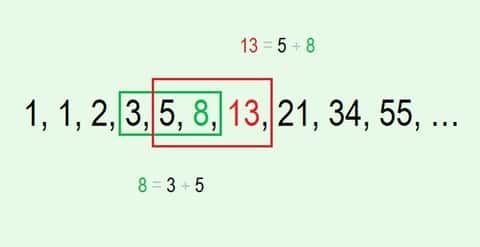 13 = 5 + 8
1, 1, 2, 3, 5, 8, 13, 21, 34, 55, ...
8 = 3 + 5